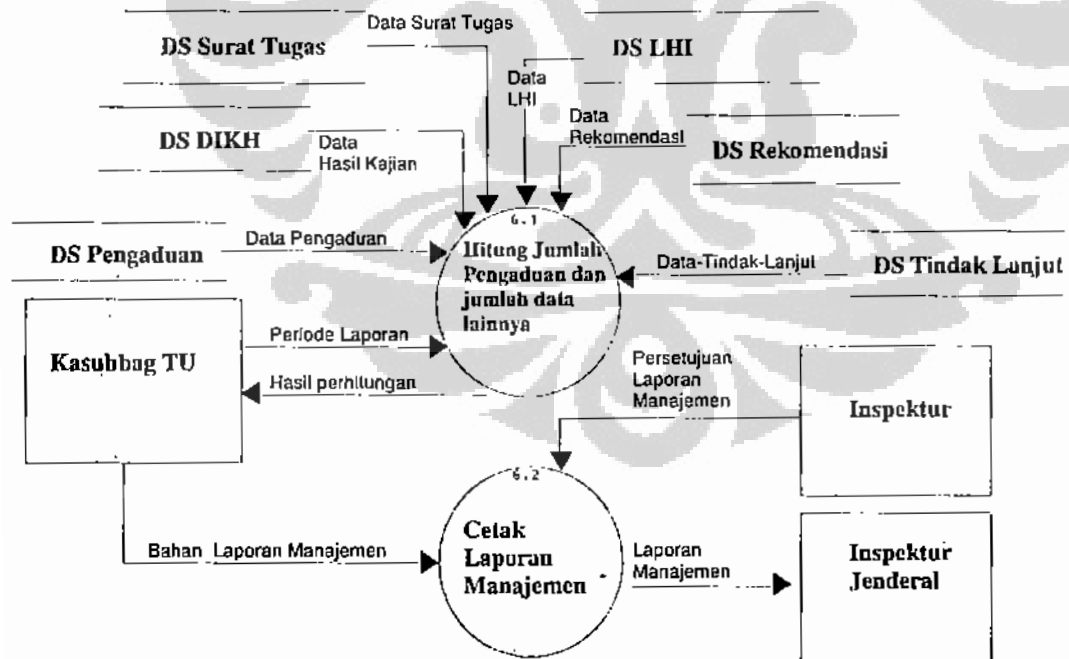 Data Surat Tugas
DS Surat Tugas
DS LHI
Data
LHI
Data
Rekomendasi
DS DIKH
Data
Hasil Kajian
DS Rekomendasi
6.1
Hitung Jumlah
Pengaduan dan
jumlah data
lainnya
DS Pengaduan
Data Pengaduan
Data-Tindak-Lanjut
DS Tindak Lanjut
Kasubbag TU
Periode Laporan
Hasil perhitungan
Persetujuan
Laporan
Manajemen
Inspektur
6.2
Cetak
Laporan
Manajemen
Bahan Laporan Manajemen
Laporan
Manajemen
Inspektur
Jenderal